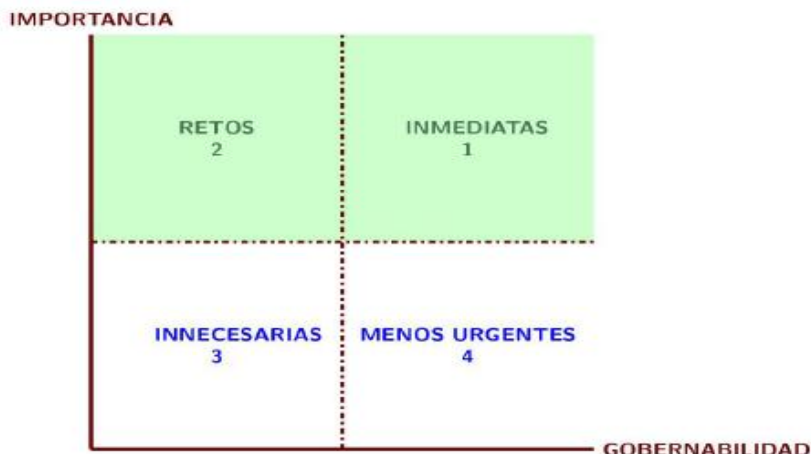 IMPORTANCIA
RETOS
2
INMEDIATAS
1
INNECESARIAS
3
MENOS URGENTES
4
GOBERNABILIDAD